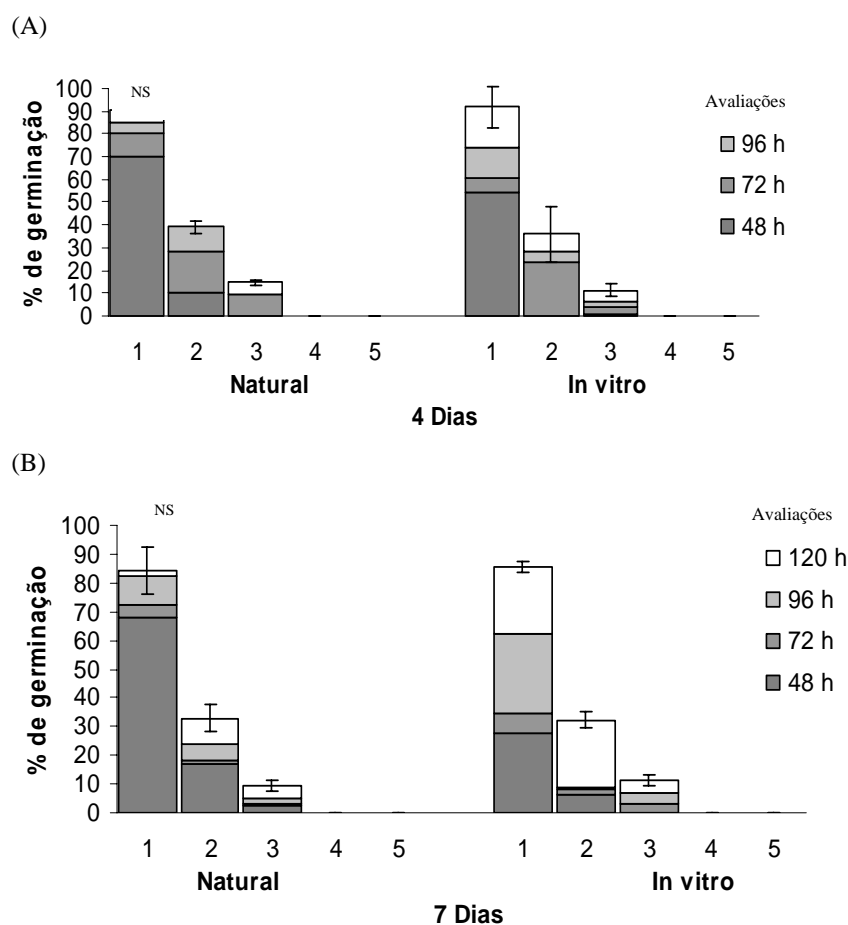 (A)
NS
% de germinação
100
90
80
70
60
50
40
30
20
10
0
Avaliações
96 h
72 h
48 h
1 2 3 4 5 1 2 3 4 5
Natural In vitro
4 Dias
(B)
NS
% de germinação
100
90
80
70
60
50
40
30
20
10
0
Avaliações
120 h
96 h
72 h
48 h
1 2 3 4 5 1 2 3 4 5
Natural In vitro
7 Dias